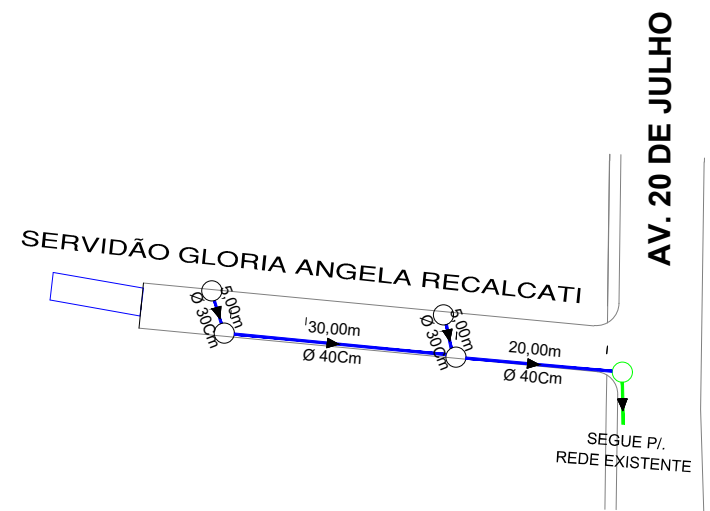 AV. 20 DE JULHO
SERVIDÃO GLORIA ANGELA RECALCATI
5,00m
Ø 30Cm
30,00m
Ø 40Cm
5,00m
Ø 30Cm
20,00m
Ø 40Cm
SEGUE P/.
REDE EXISTENTE